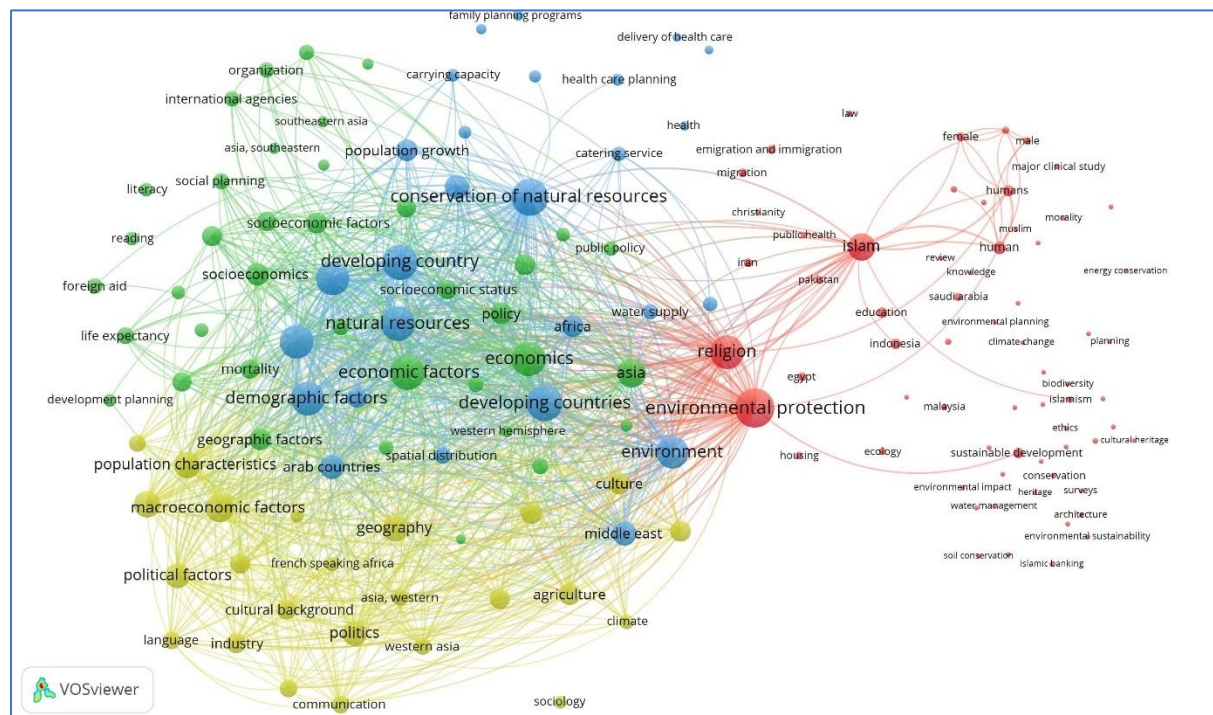 family planning programs
delivery of health care
organization
carrying capacity
health care planning
international agencies
law
southeastern asia
health
female
male
asia, southeastern
population growth
catering service
emigration and immigration
major clinical study
literacy
social planning
migration
humans
conservation of natural resources
christianity
morality
socioeconomic factors
public health
muslim
reading
public policy
islam
human
developing country
iran
review
socioeconomics
knowledge
energy conservation
foreign aid
socioeconomic status
pakistan
saudi arabia
policy
water supply
education
natural resources
africa
environmental planning
life expectancy
indonesia
climate change
planning
economics
religion
mortality
economic factors
asia
egypt
biodiversity
development planning
demographic factors
developing countries
environmental protection
malaysia
islamism
western hemisphere
ethics
geographic factors
cultural heritage
environment
ecology
sustainable development
spatial distribution
housing
population characteristics
arab countries
conservation
culture
environmental impact
heritage
surveys
macroeconomic factors
water management
architecture
geography
middle east
environmental sustainability
soil conservation
islamic banking
french speaking africa
political factors
asia, western
agriculture
cultural background
climate
language
industry
politics
western asia
VOSviewer
communication
sociology